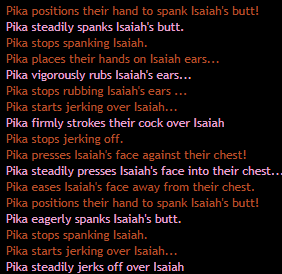 Pika positions their hand to spank Isaiah's butt!
Pika steadily spanks Isaiah's butt.
Pika stops spanking Isaiah.
Pika places their hands on Isaiah ears...
Pika vigorously rubs Isaiah's ears...
Pika stops rubbing Isaiah's ears ...
Pika starts jerking over Isaiah...
Pika firmly strokes their cock over Isaiah
Pika stops jerking off.
Pika presses Isaiah's face against their chest!
Pika steadily presses Isaiah's face into their chest...
Pika eases Isaiah's face away from their chest.
Pika positions their hand to spank Isaiah's butt!
Pika eagerly spanks Isaiah's butt.
Pika stops spanking Isaiah.
Pika starts jerking over Isaiah...
Pika steadily jerks off over Isaiah